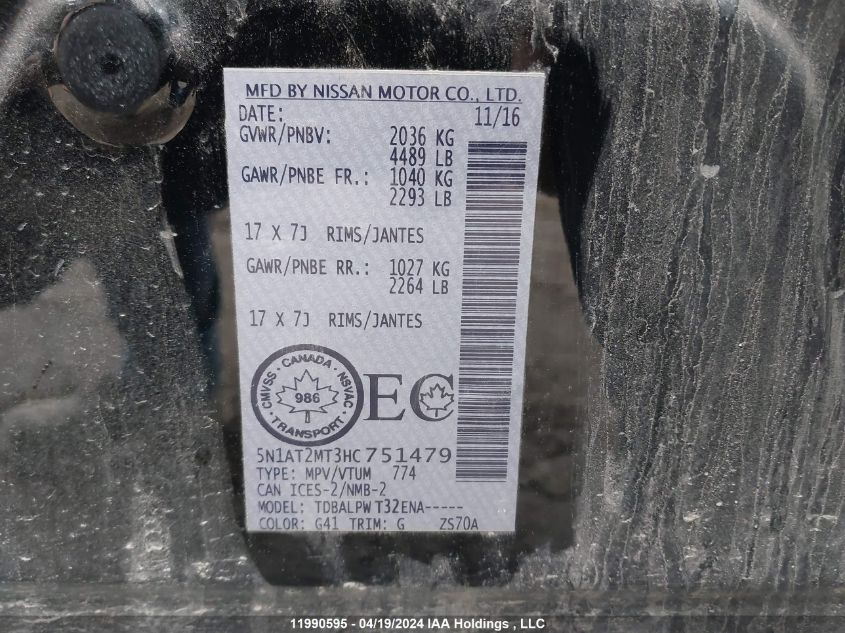 MFD BY NISSAN MOTOR CO., LTD.
DATE: 11/16
GVWR/PNBV: 2036 KG
4489 LB
GAWR/PNBE FR.: 1040 KG
2293 LB
17 X 7J RIMS/JANTES
GAWR/PNBE RR.: 1027 KG
2264 LB
17 X 7J RIMS/JANTES
CMVSS · CANADA · NSVAC · TRANSPORT ·
986
EC
5N1AT2MT3HC751479
TYPE: MPV/VTUM 774
CAN ICES-2/NMB-2
MODEL: TDBALPW T32ENA-----
COLOR: G41 TRIM: G ZS70A
11990595 - 04/19/2024 IAA Holdings , LLC